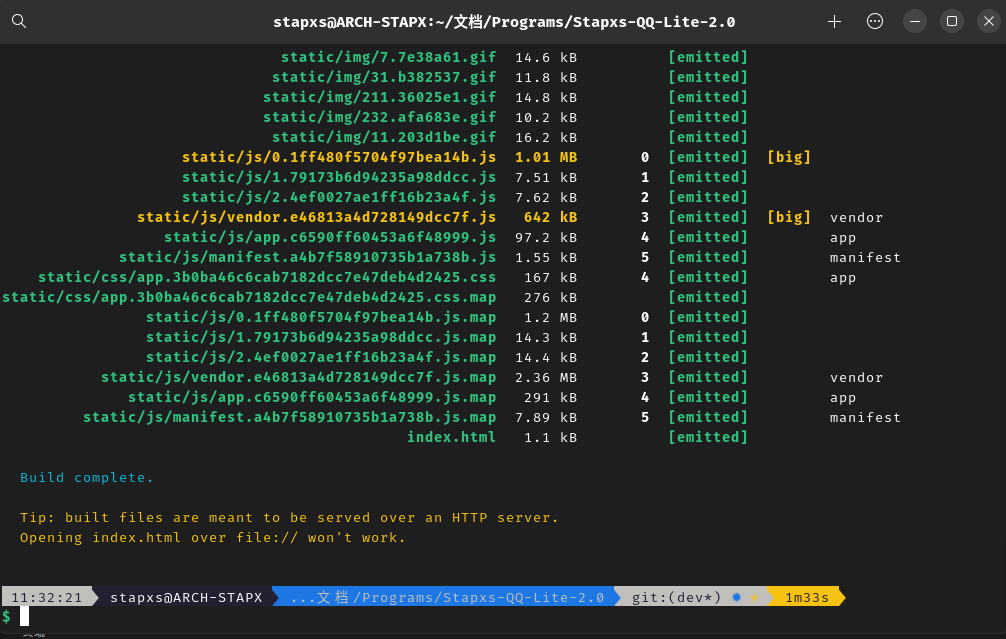 stapxs@ARCH-STAPX:~/文档/Programs/Stapxs-QQ-Lite-2.0
static/img/7.7e38a61.gif 14.6 kB [emitted]
static/img/31.b382537.gif 11.8 kB [emitted]
static/img/211.36025e1.gif 14.8 kB [emitted]
static/img/232.afa683e.gif 10.2 kB [emitted]
static/img/11.203d1be.gif 16.2 kB [emitted]
static/js/0.1ff480f5704f97bea14b.js 1.01 MB 0 [emitted] [big]
static/js/1.79173b6d94235a98ddcc.js 7.51 kB 1 [emitted]
static/js/2.4ef0027ae1ff16b23a4f.js 7.62 kB 2 [emitted]
static/js/vendor.e46813a4d728149dcc7f.js 642 kB 3 [emitted] [big] vendor
static/js/app.c6590ff60453a6f48999.js 97.2 kB 4 [emitted] app
static/js/manifest.a4b7f58910735b1a738b.js 1.55 kB 5 [emitted] manifest
static/css/app.3b0ba46c6cab7182dcc7e47deb4d2425.css 167 kB 4 [emitted] app
static/css/app.3b0ba46c6cab7182dcc7e47deb4d2425.css.map 276 kB [emitted]
static/js/0.1ff480f5704f97bea14b.js.map 1.2 MB 0 [emitted]
static/js/1.79173b6d94235a98ddcc.js.map 14.3 kB 1 [emitted]
static/js/2.4ef0027ae1ff16b23a4f.js.map 14.4 kB 2 [emitted]
static/js/vendor.e46813a4d728149dcc7f.js.map 2.36 MB 3 [emitted] vendor
static/js/app.c6590ff60453a6f48999.js.map 291 kB 4 [emitted] app
static/js/manifest.a4b7f58910735b1a738b.js.map 7.89 kB 5 [emitted] manifest
index.html 1.1 kB [emitted]
Build complete.
Tip: built files are meant to be served over an HTTP server.
Opening index.html over file:// won't work.
11:32:21 stapxs@ARCH-STAPX ...文档/Programs/Stapxs-QQ-Lite-2.0 git:(dev*) 1m33s
$